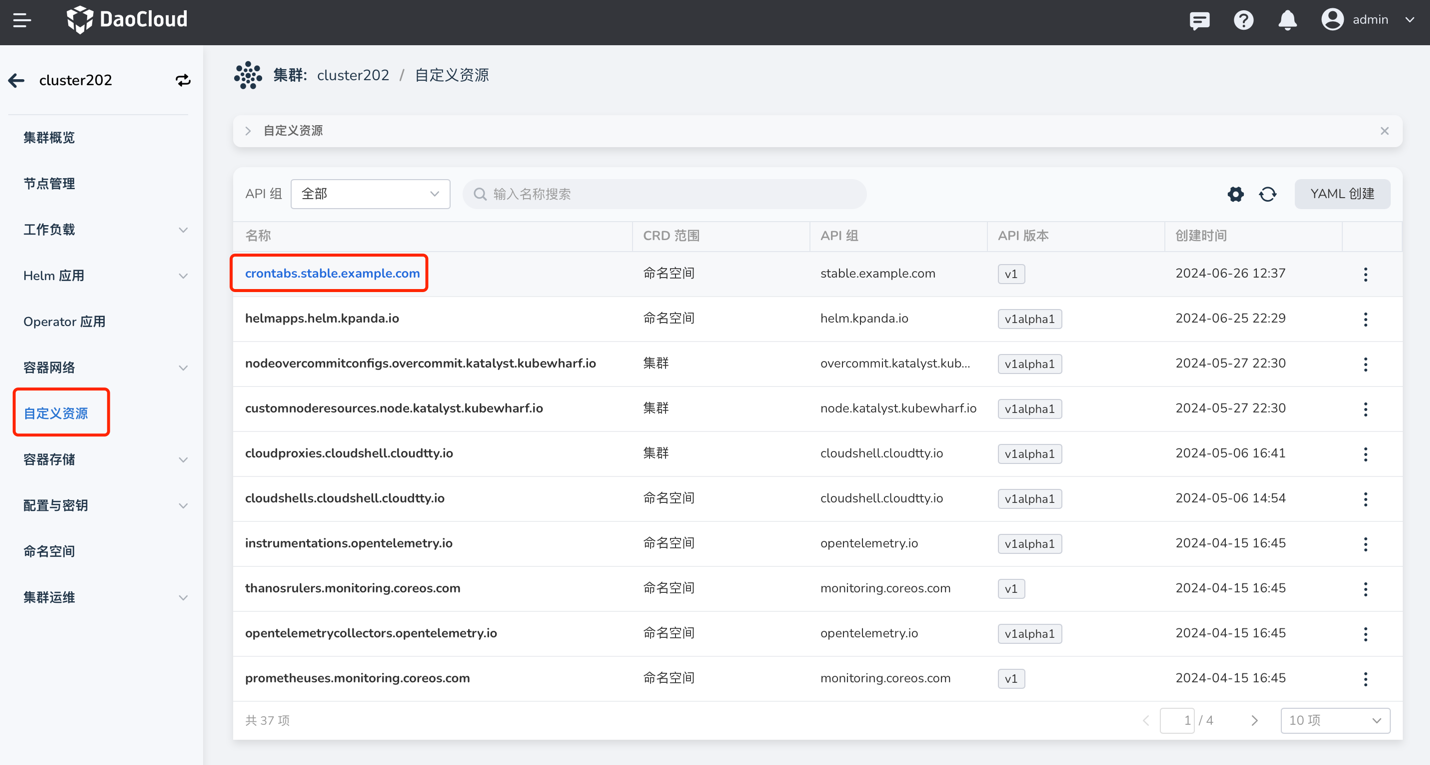 DaoCloud
admin
cluster202
集群概览
节点管理
工作负载
Helm 应用
Operator 应用
容器网络
自定义资源
容器存储
配置与密钥
命名空间
集群运维
集群: cluster202 / 自定义资源
自定义资源
API 组 全部 输入名称搜索 YAML 创建
名称 CRD 范围 API 组 API 版本 创建时间
crontabs.stable.example.com 命名空间 stable.example.com v1 2024-06-26 12:37
helmapps.helm.kpanda.io 命名空间 helm.kpanda.io v1alpha1 2024-06-25 22:29
nodeovercommitconfigs.overcommit.katalyst.kubewharf.io 集群 overcommit.katalyst.kub... v1alpha1 2024-05-27 22:30
customnoderesources.node.katalyst.kubewharf.io 集群 node.katalyst.kubewharf.io v1alpha1 2024-05-27 22:30
cloudproxies.cloudshell.cloudtty.io 集群 cloudshell.cloudtty.io v1alpha1 2024-05-06 16:41
cloudshells.cloudshell.cloudtty.io 命名空间 cloudshell.cloudtty.io v1alpha1 2024-05-06 14:54
instrumentations.opentelemetry.io 命名空间 opentelemetry.io v1alpha1 2024-04-15 16:45
thanosrulers.monitoring.coreos.com 命名空间 monitoring.coreos.com v1 2024-04-15 16:45
opentelemetrycollectors.opentelemetry.io 命名空间 opentelemetry.io v1alpha1 2024-04-15 16:45
prometheuses.monitoring.coreos.com 命名空间 monitoring.coreos.com v1 2024-04-15 16:45
共 37 项 1 / 4 10 项